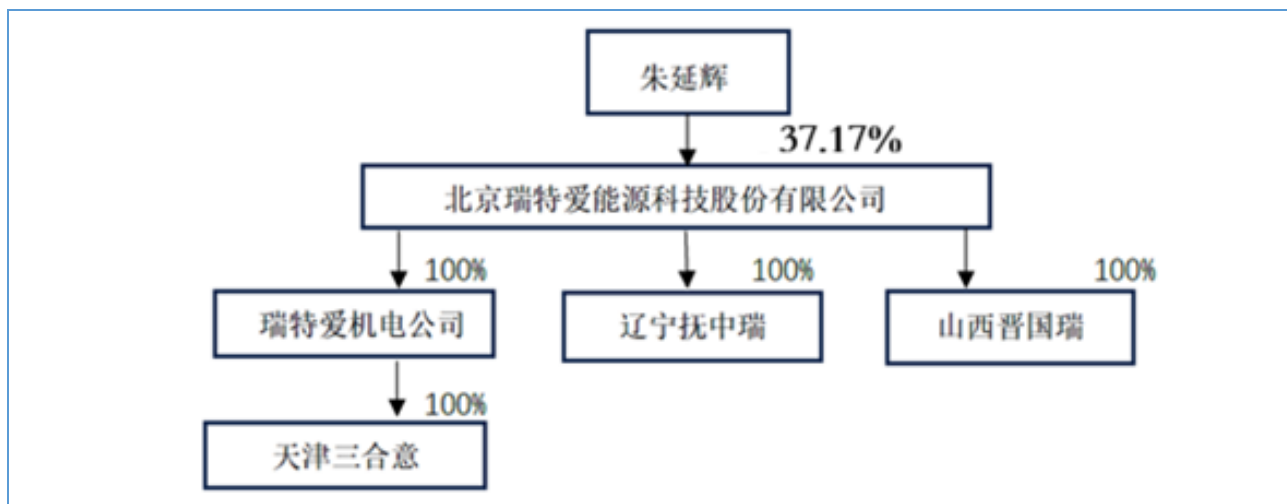 朱延辉
37.17%
北京瑞特爱能源科技股份有限公司
100%
100%
100%
瑞特爱机电公司
辽宁抚中瑞
山西晋国瑞
100%
天津三合意